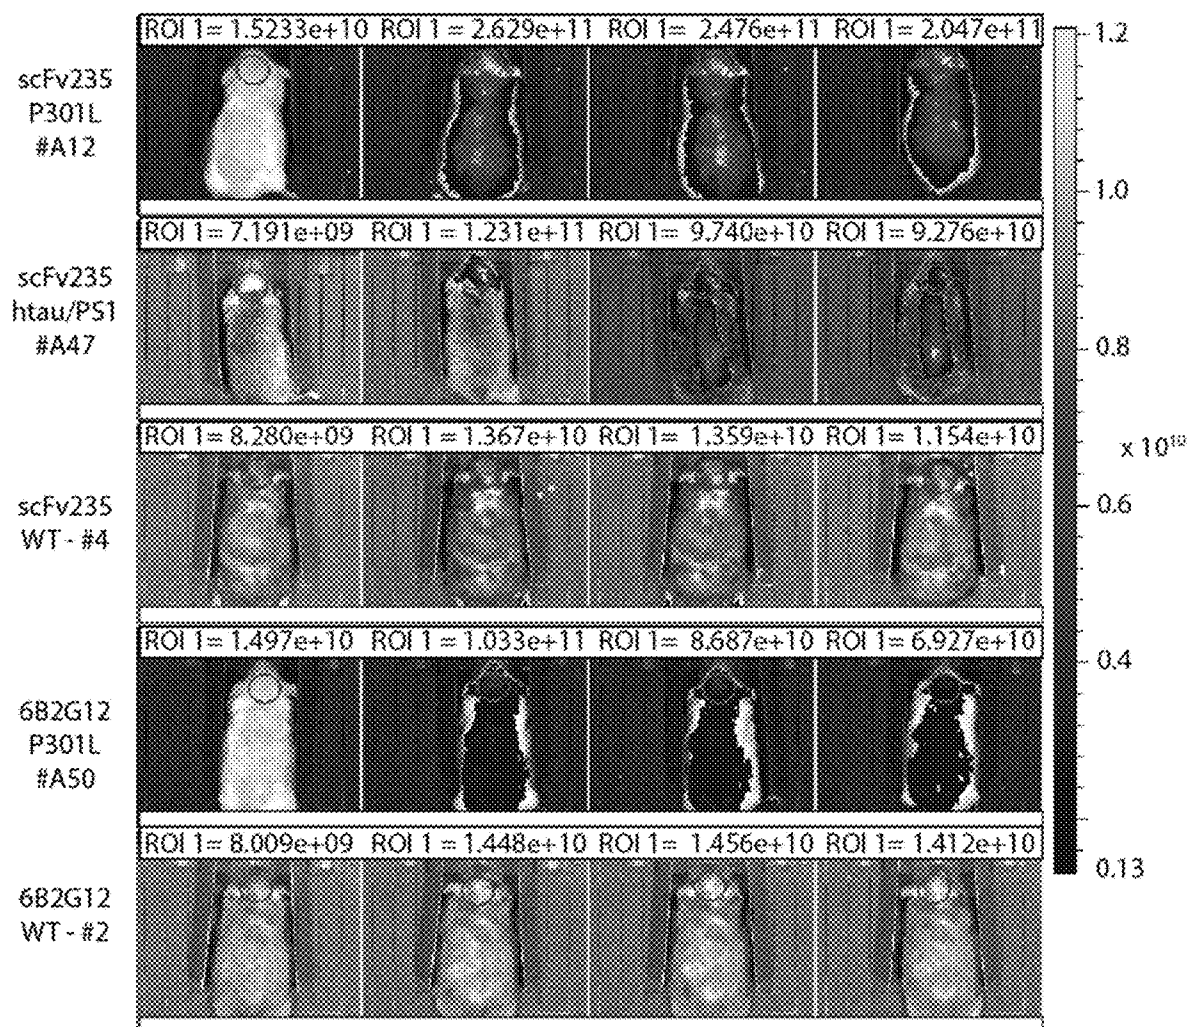 ROI 1 = 1.5233e+10 ROI 1 = 2.629e+11 ROI 1 = 2.476e+11 ROI 1 = 2.047e+11
scFv235
P301L
#A12
ROI 1 = 7.191e+09 ROI 1 = 1.231e+11 ROI 1 = 9.740e+10 ROI 1 = 9.276e+10
scFv235
htau/PS1
#A47
ROI 1 = 8.280e+09 ROI 1 = 1.367e+10 ROI 1 = 1.359e+10 ROI 1 = 1.154e+10
scFv235
WT - #4
ROI 1 = 1.497e+10 ROI 1 = 1.033e+11 ROI 1 = 8.687e+10 ROI 1 = 6.927e+10
6B2G12
P301L
#A50
ROI 1 = 8.009e+09 ROI 1 = 1.448e+10 ROI 1 = 1.456e+10 ROI 1 = 1.412e+10
6B2G12
WT - #2
1.2
1.0
0.8
x 10¹⁰
0.6
0.4
0.13